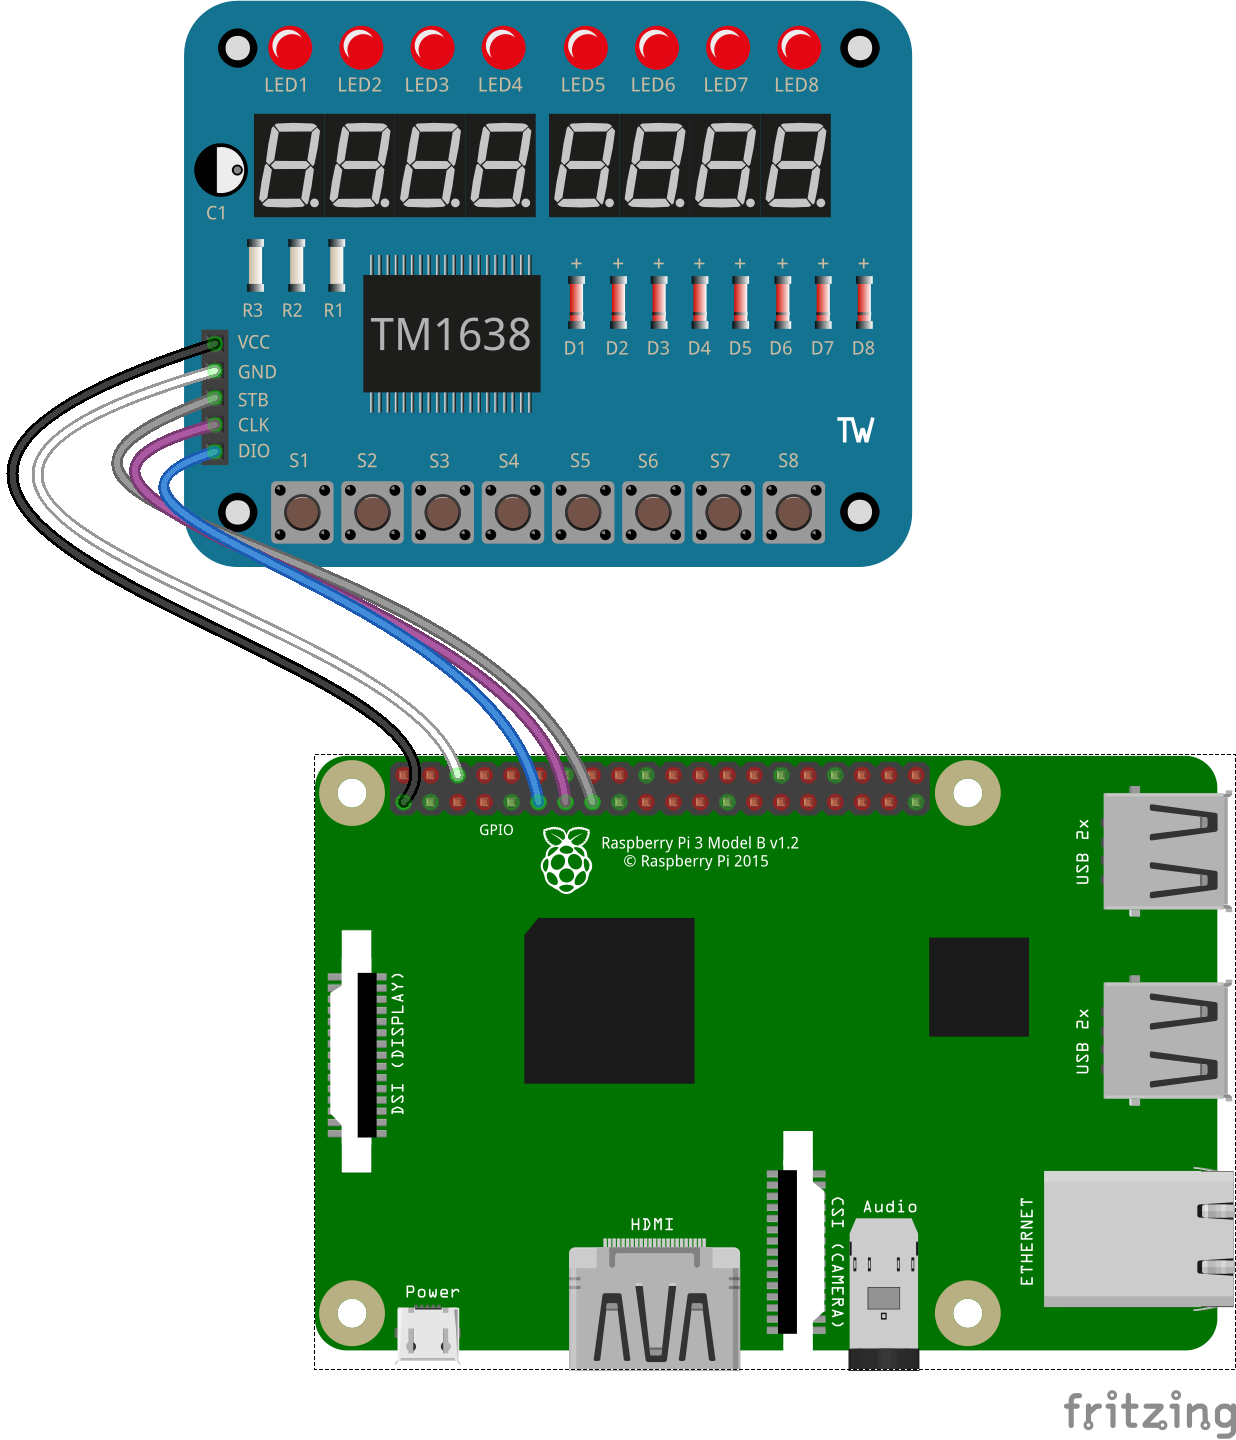 LED1 LED2 LED3 LED4 LED5 LED6 LED7 LED8
C1
R3 R2 R1
TM1638
+ + + + + + + +
D1 D2 D3 D4 D5 D6 D7 D8
VCC
GND
STB
CLK
DIO
TW
S1 S2 S3 S4 S5 S6 S7 S8
GPIO
Raspberry Pi 3 Model B v1.2
© Raspberry Pi 2015
USB 2x
DSI (DISPLAY)
USB 2x
HDMI
CSI (CAMERA)
Audio
ETHERNET
Power
fritzing